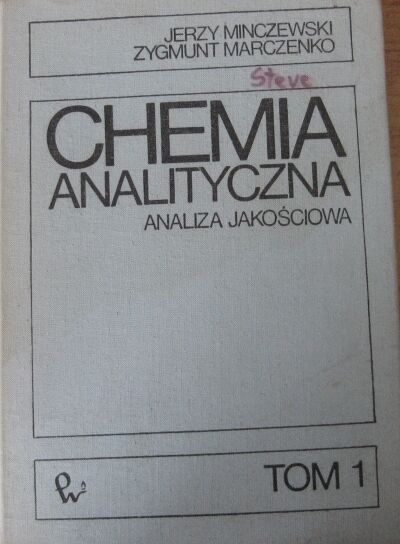 JERZY MINCZEWSKI
ZYGMUNT MARCZENKO
Steve
CHEMIA
ANALITYCZNA
ANALIZA JAKOŚCIOWA
TOM 1